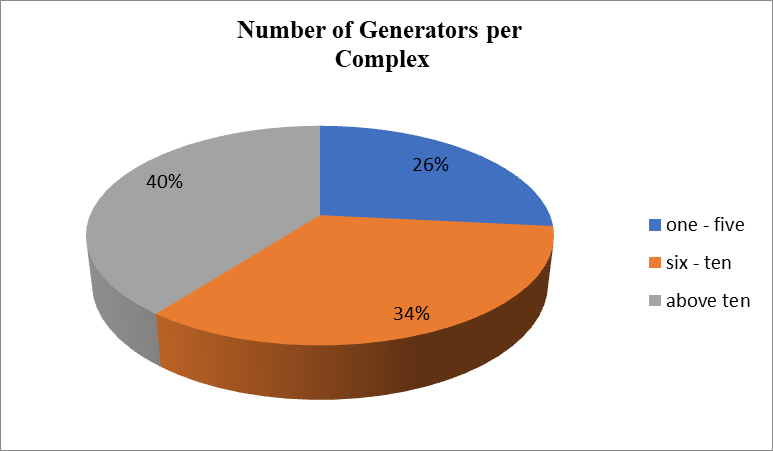 Number of Generators per
Complex
26%
40%
34%
one - five
six - ten
above ten